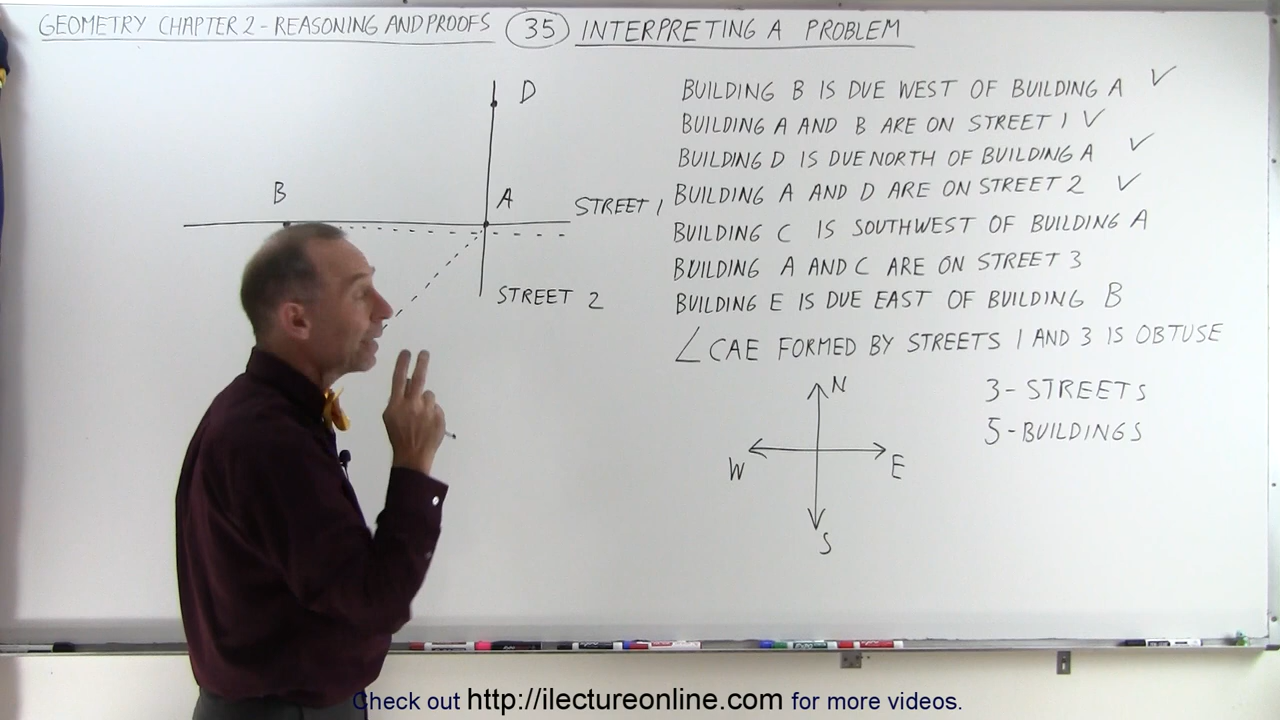 GEOMETRY CHAPTER 2 - REASONING AND PROOFS 35 INTERPRETING A PROBLEM
D
B
A
STREET 1
STREET 2
BUILDING B IS DUE WEST OF BUILDING A ✓
BUILDING A AND B ARE ON STREET 1 ✓
BUILDING D IS DUE NORTH OF BUILDING A ✓
BUILDING A AND D ARE ON STREET 2 ✓
BUILDING C IS SOUTHWEST OF BUILDING A
BUILDING A AND C ARE ON STREET 3
BUILDING E IS DUE EAST OF BUILDING B
∠CAE FORMED BY STREETS 1 AND 3 IS OBTUSE
N
W
E
S
3 - STREETS
5 - BUILDINGS
Check out http://ilectureonline.com for more videos.